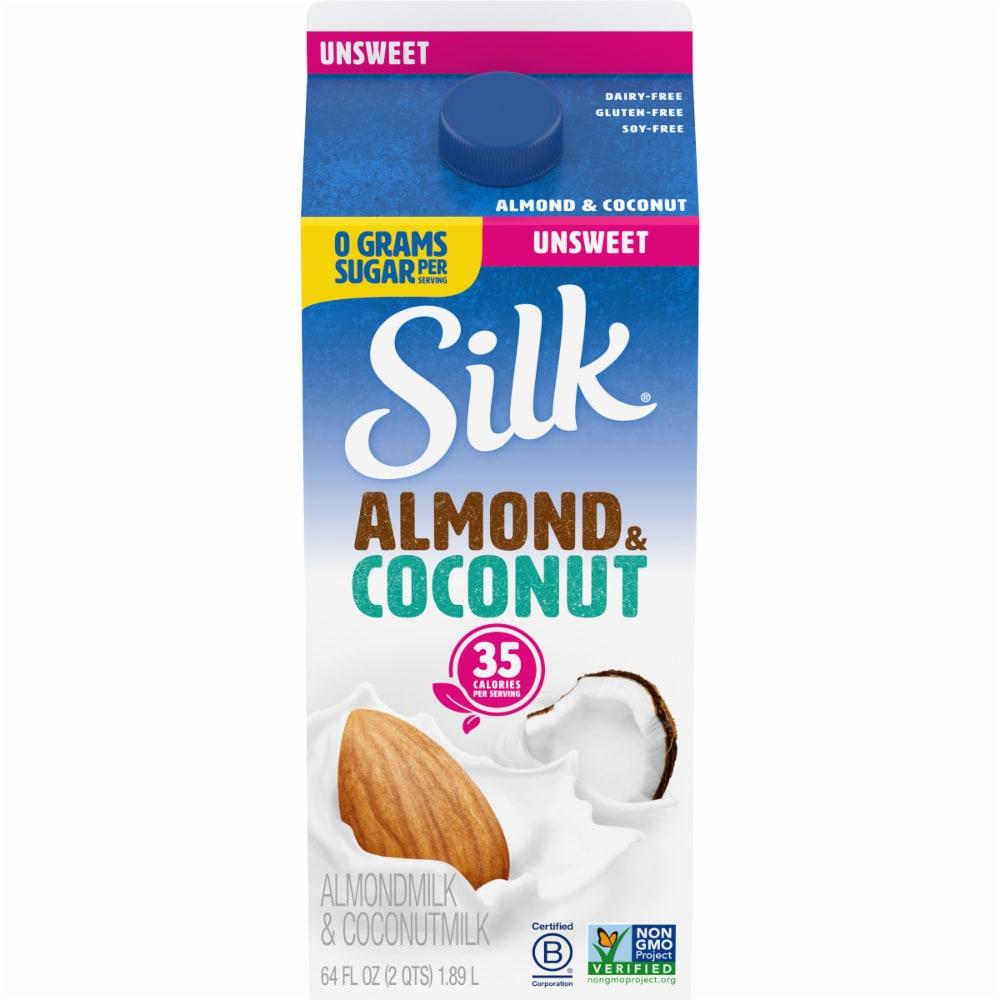 UNSWEET
DAIRY-FREE
GLUTEN-FREE
SOY-FREE
ALMOND & COCONUT
0 GRAMS
SUGAR PER
SERVING
UNSWEET
Silk®
ALMOND &
COCONUT
35
CALORIES
PER SERVING
ALMONDMILK
& COCONUTMILK
64 FL OZ (2 QTS) 1.89 L
Certified
B
®
Corporation
NON
GMO
Project
VERIFIED
nongmoproject.org